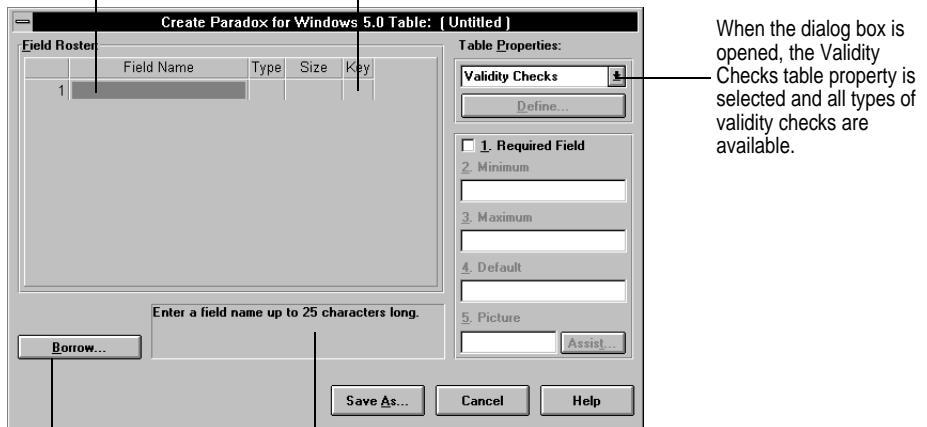 Create Paradox for Windows 5.0 Table: ( Untitled )
Field Roster:
Field Name Type Size Key
1
Table Properties:
Validity Checks
Define...
1. Required Field
2. Minimum
3. Maximum
4. Default
5. Picture
Assist...
Enter a field name up to 25 characters long.
Borrow...
Save As...
Cancel
Help
When the dialog box is
opened, the Validity
Checks table property is
selected and all types of
validity checks are
available.